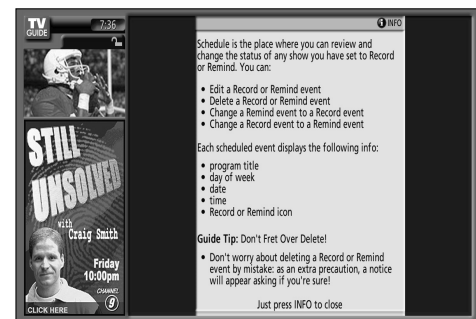 TV
GUIDE
7:36
STILL
UNSOLVED
with
Craig Smith
Friday
10:00pm
CHANNEL
9
CLICK HERE
i INFO
Schedule is the place where you can review and
change the status of any show you have set to Record
or Remind. You can:
• Edit a Record or Remind event
• Delete a Record or Remind event
• Change a Remind event to a Record event
• Change a Record event to a Remind event
Each scheduled event displays the following info:
• program title
• day of week
• date
• time
• Record or Remind icon
Guide Tip: Don't Fret Over Delete!
• Don't worry about deleting a Record or Remind
event by mistake: as an extra precaution, a notice
will appear asking if you're sure!
Just press INFO to close